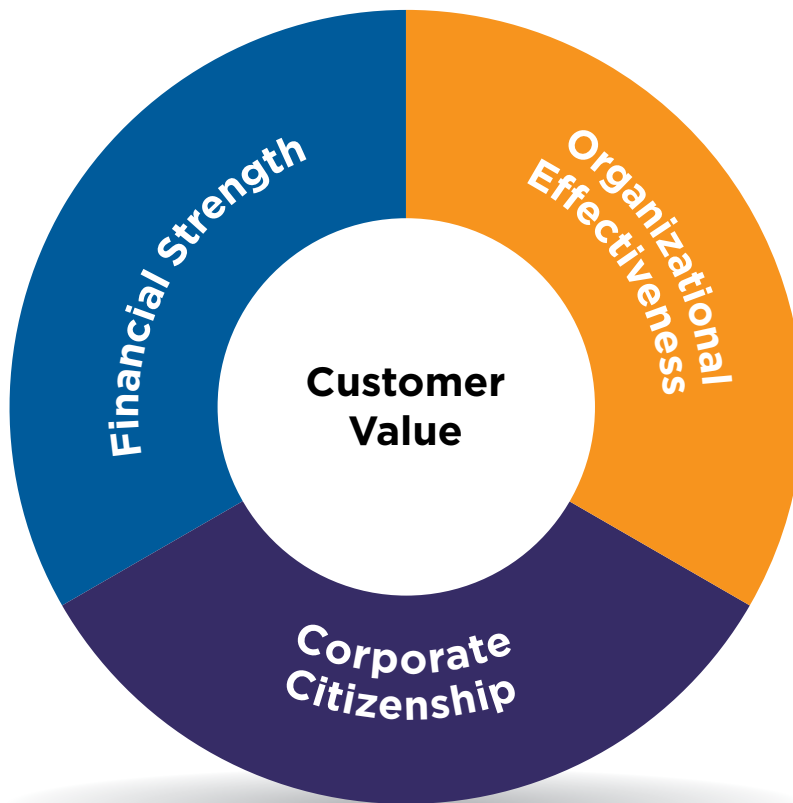 Financial Strength
Organizational
Effectiveness
Customer
Value
Corporate
Citizenship